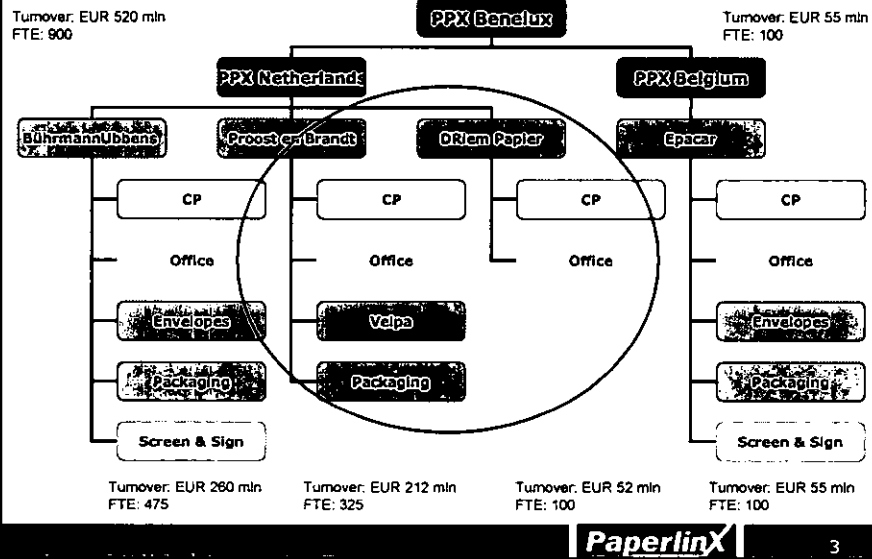 Turnover: EUR 520 mln
FTE: 900
PPX Benelux
Turnover: EUR 55 mln
FTE: 100
PPX Netherlands
PPX Belgium
BührmannUbbens
Proost en Brandt
DRiem Papier
Epacar
CP
CP
CP
CP
Office
Office
Office
Office
Envelopes
Velpa
Envelopes
Packaging
Packaging
Packaging
Screen & Sign
Screen & Sign
Turnover: EUR 260 mln
FTE: 475
Turnover: EUR 212 mln
FTE: 325
Turnover: EUR 52 mln
FTE: 100
Turnover: EUR 55 mln
FTE: 100
PaperlinX
3